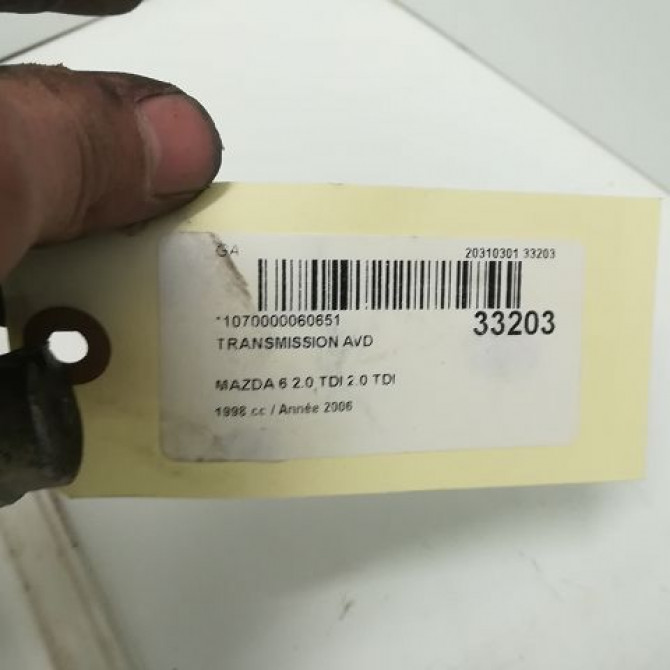 GA 20310301 33203
*1070000060651 33203
TRANSMISSION AVD
MAZDA 6 2.0 TDI 2.0 TDI
1998 cc / Année 2006